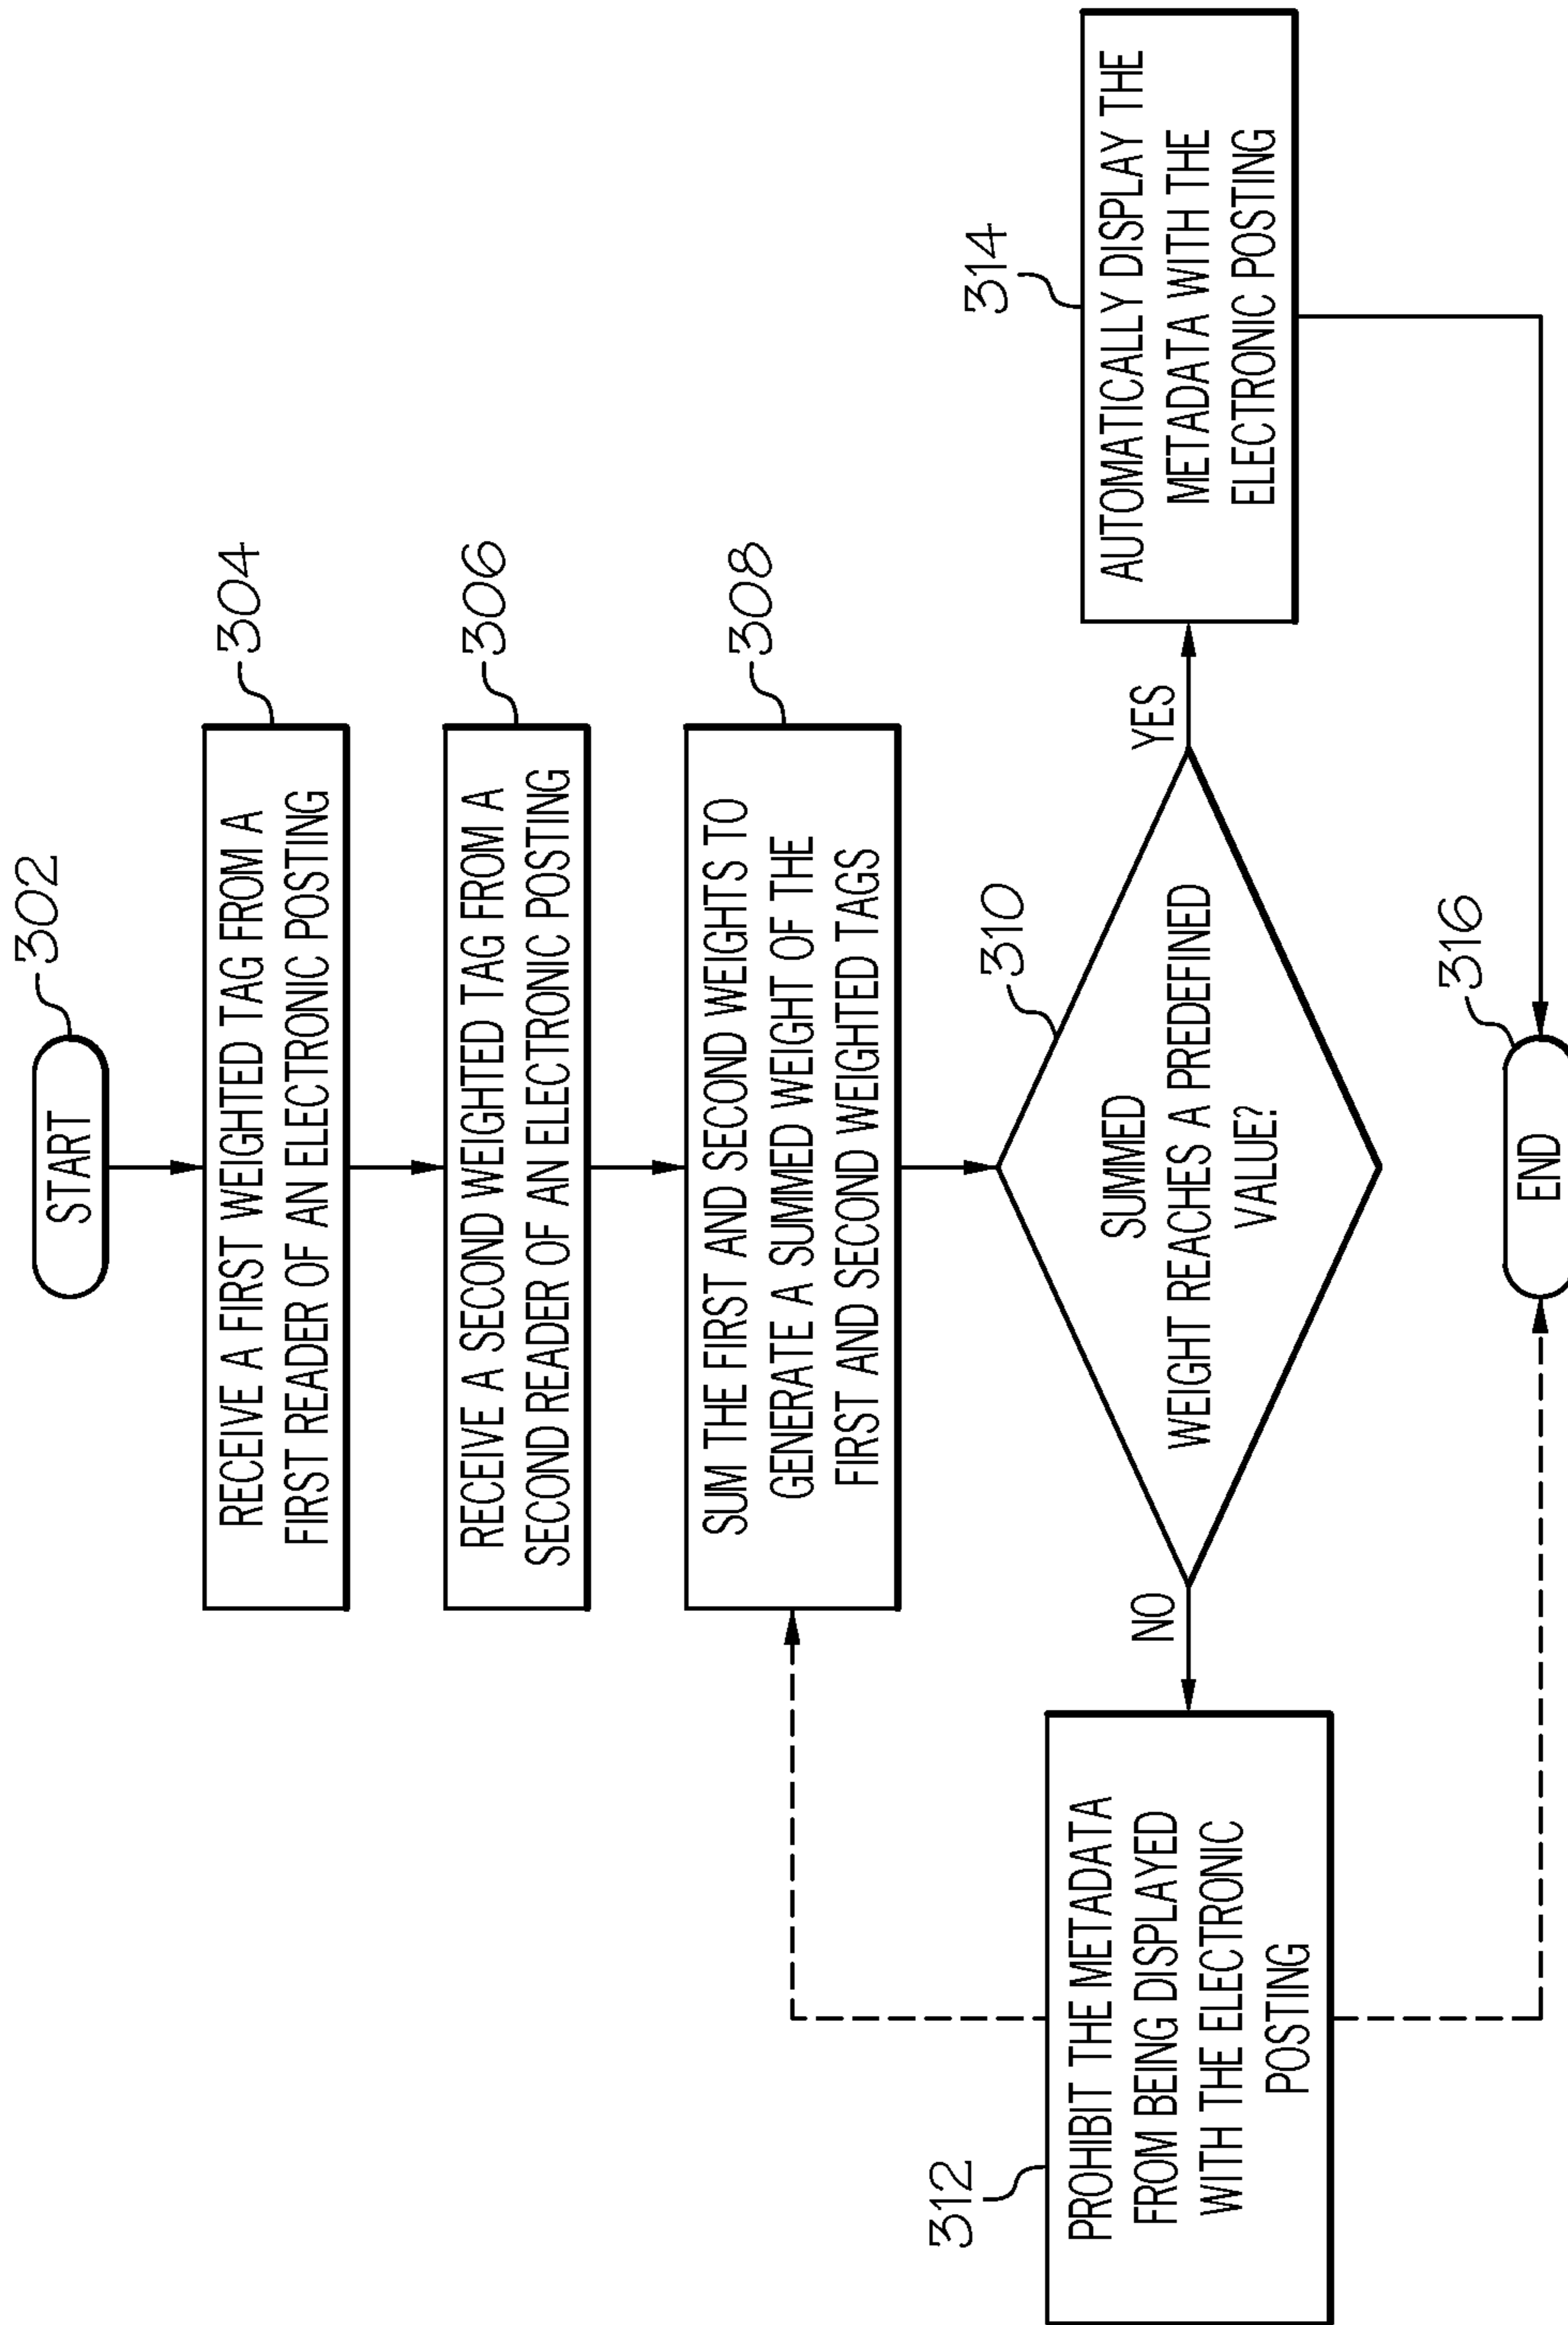 302
START
304
RECEIVE A FIRST WEIGHTED TAG FROM A
FIRST READER OF AN ELECTRONIC POSTING
306
RECEIVE A SECOND WEIGHTED TAG FROM A
SECOND READER OF AN ELECTRONIC POSTING
308
SUM THE FIRST AND SECOND WEIGHTS TO
GENERATE A SUMMED WEIGHT OF THE
FIRST AND SECOND WEIGHTED TAGS
310
SUMMED
WEIGHT REACHES A PREDEFINED
VALUE?
NO
YES
312
PROHIBIT THE METADATA
FROM BEING DISPLAYED
WITH THE ELECTRONIC
POSTING
314
AUTOMATICALLY DISPLAY THE
METADATA WITH THE
ELECTRONIC POSTING
316
END